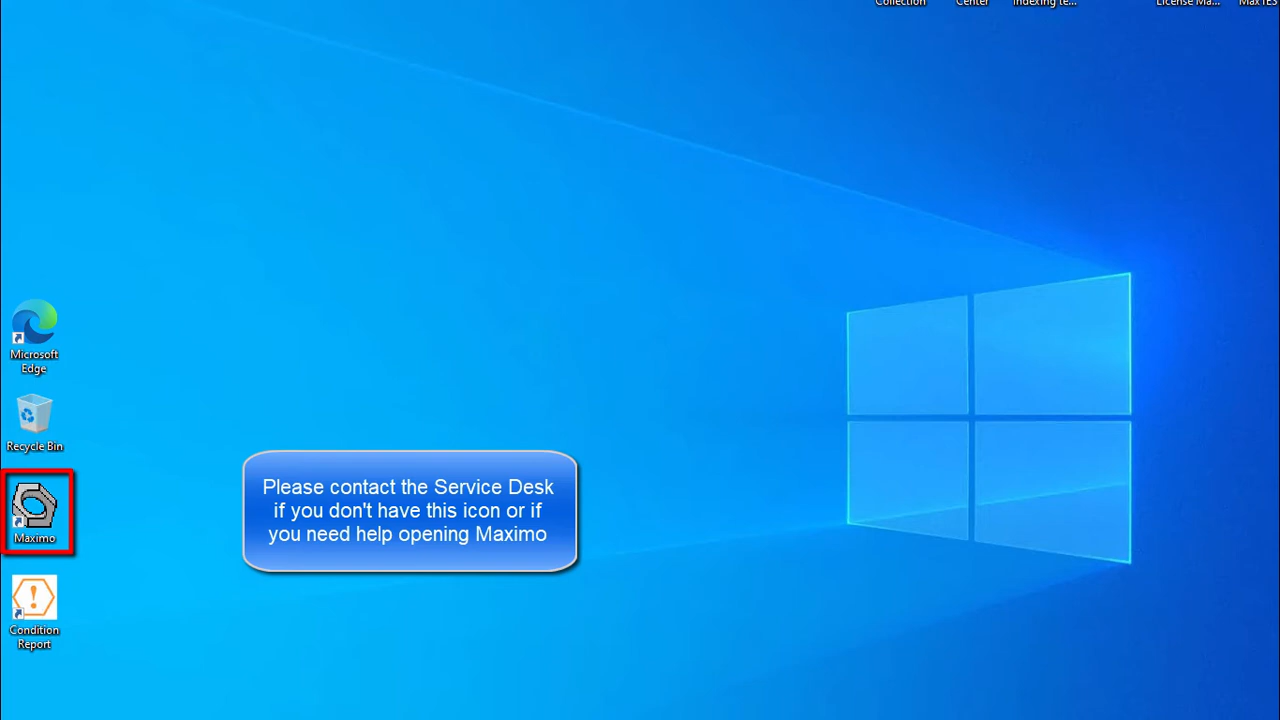 Collection Center Indexing te... License Ma... MaxTES
Microsoft
Edge
Recycle Bin
Maximo
Condition
Report
Please contact the Service Desk
if you don't have this icon or if
you need help opening Maximo